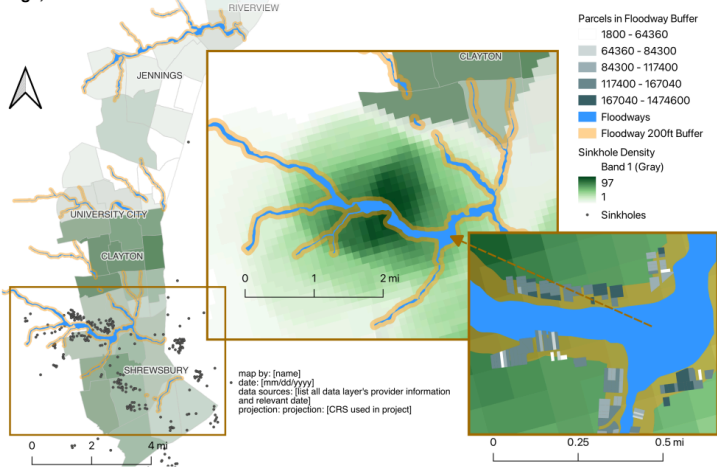 RIVERVIEW
JENNINGS
UNIVERSITY CITY
CLAYTON
SHREWSBURY
0 2 4 mi
CLAYTON
0 1 2 mi
0 0.25 0.5 mi
map by: [name]
date: [mm/dd/yyyy]
data sources: [list all data layer's provider information
and relevant date]
projection: projection: [CRS used in project]
Parcels in Floodway Buffer
1800 - 64360
64360 - 84300
84300 - 117400
117400 - 167040
167040 - 1474600
Floodways
Floodway 200ft Buffer
Sinkhole Density
Band 1 (Gray)
97
1
Sinkholes